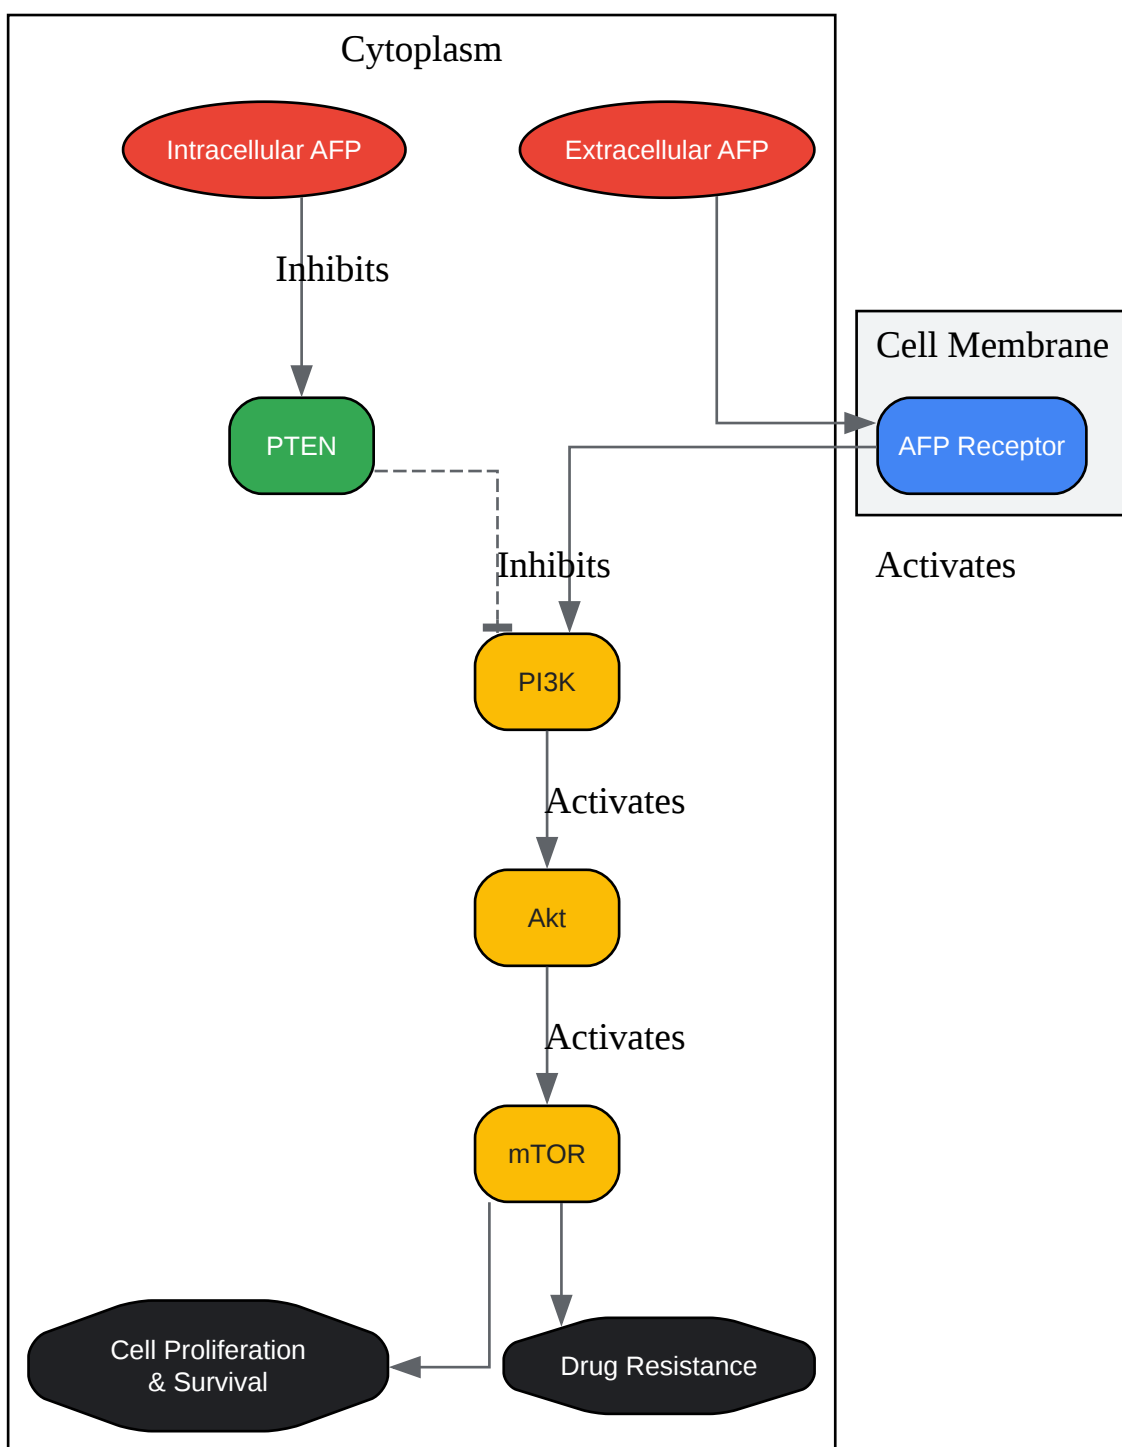 Cytoplasm
Intracellular AFP
Extracellular AFP
Inhibits
Cell Membrane
PTEN
AFP Receptor
Inhibits
Activates
PI3K
Activates
Akt
Activates
mTOR
Cell Proliferation
& Survival
Drug Resistance